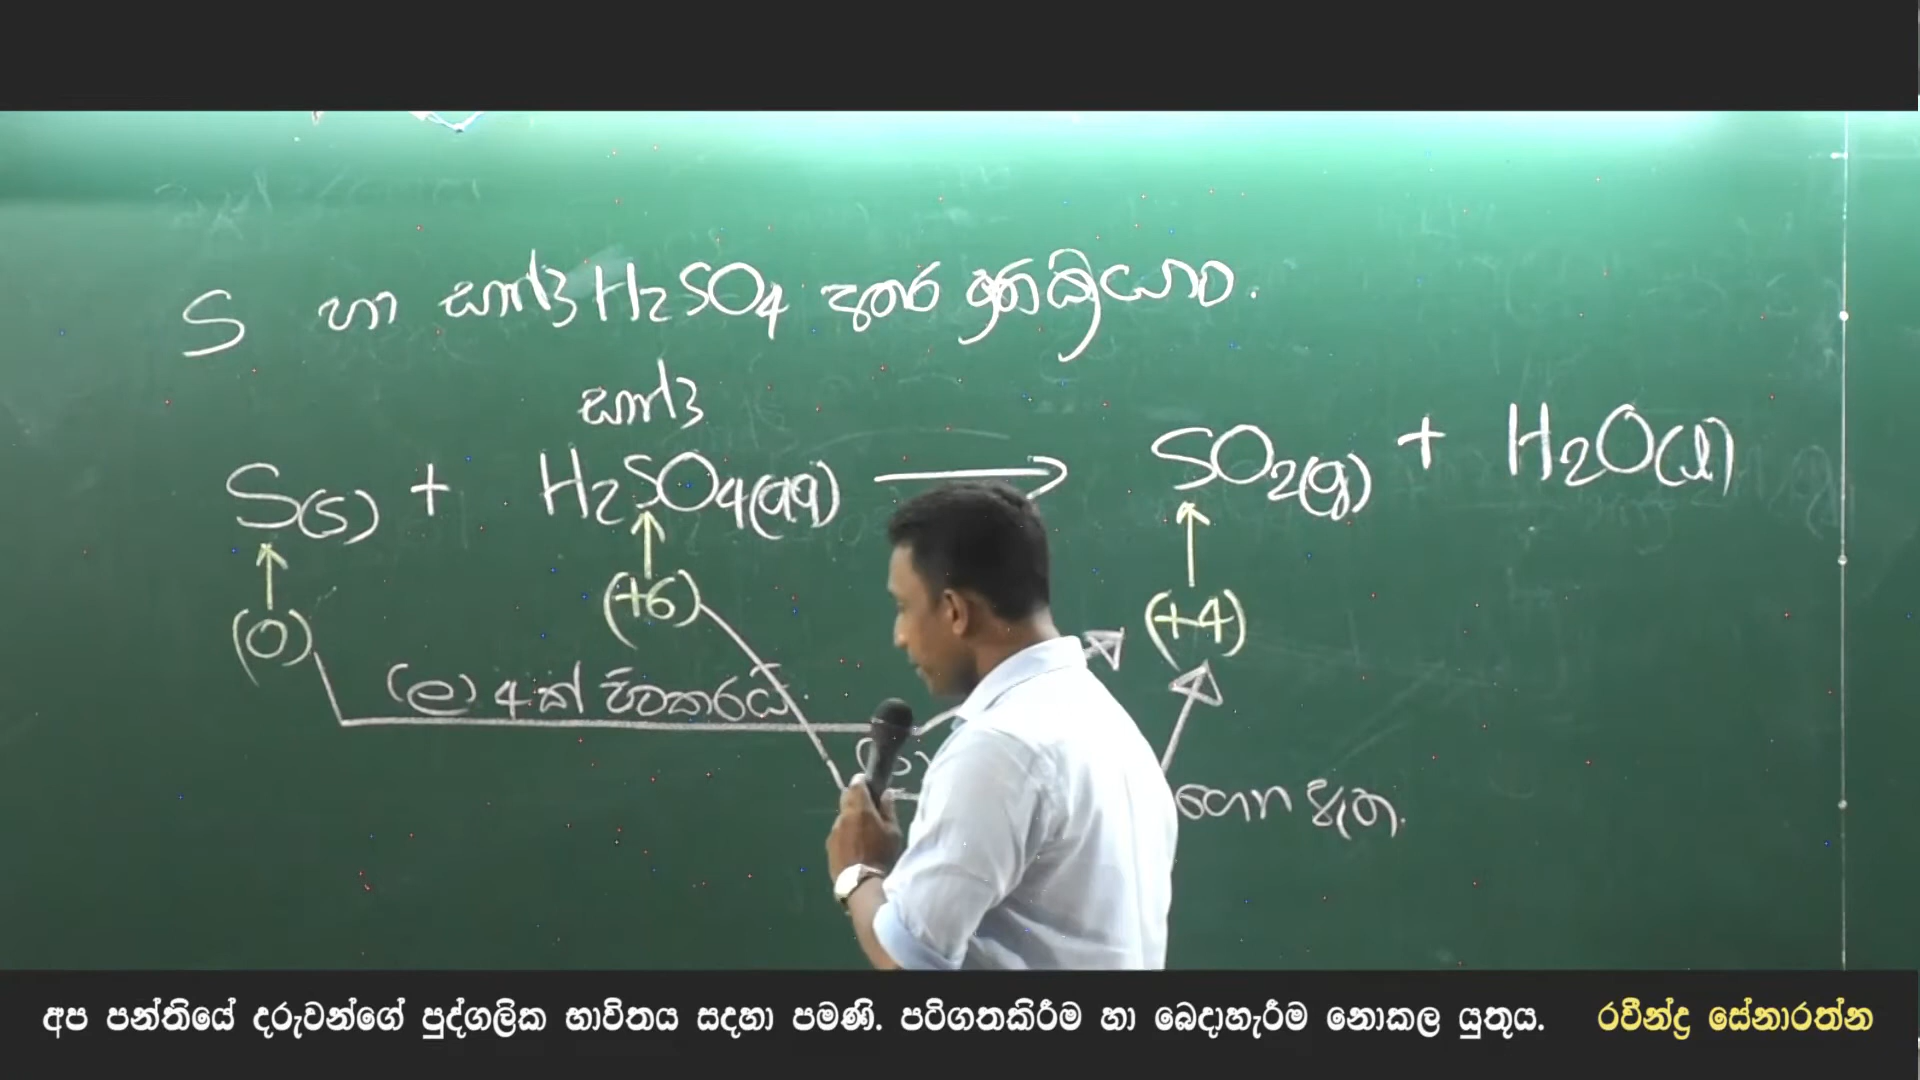 S හා සාන්ද්‍ර H₂SO₄ අතර ප්‍රතික්‍රියාව.
සාන්ද්‍ර
S(s) + H₂SO₄(aq) → SO₂(g) + H₂O(l)
(0) (+6) (+4)
(ල) 4ක් පිටකරයි
ගෙන ඇත.
අප පන්තියේ දරුවන්ගේ පුද්ගලික භාවිතය සදහා පමණි. පටිගතකිරීම හා බෙදාහැරීම නොකල යුතුය. රවීන්ද්‍ර සේනාරත්න